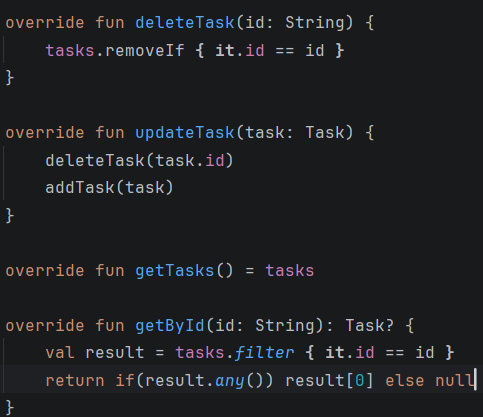 override fun deleteTask(id: String) {
    tasks.removeIf { it.id == id }
}

override fun updateTask(task: Task) {
    deleteTask(task.id)
    addTask(task)
}

override fun getTasks() = tasks

override fun getById(id: String): Task? {
    val result = tasks.filter { it.id == id }
    return if(result.any()) result[0] else null
}